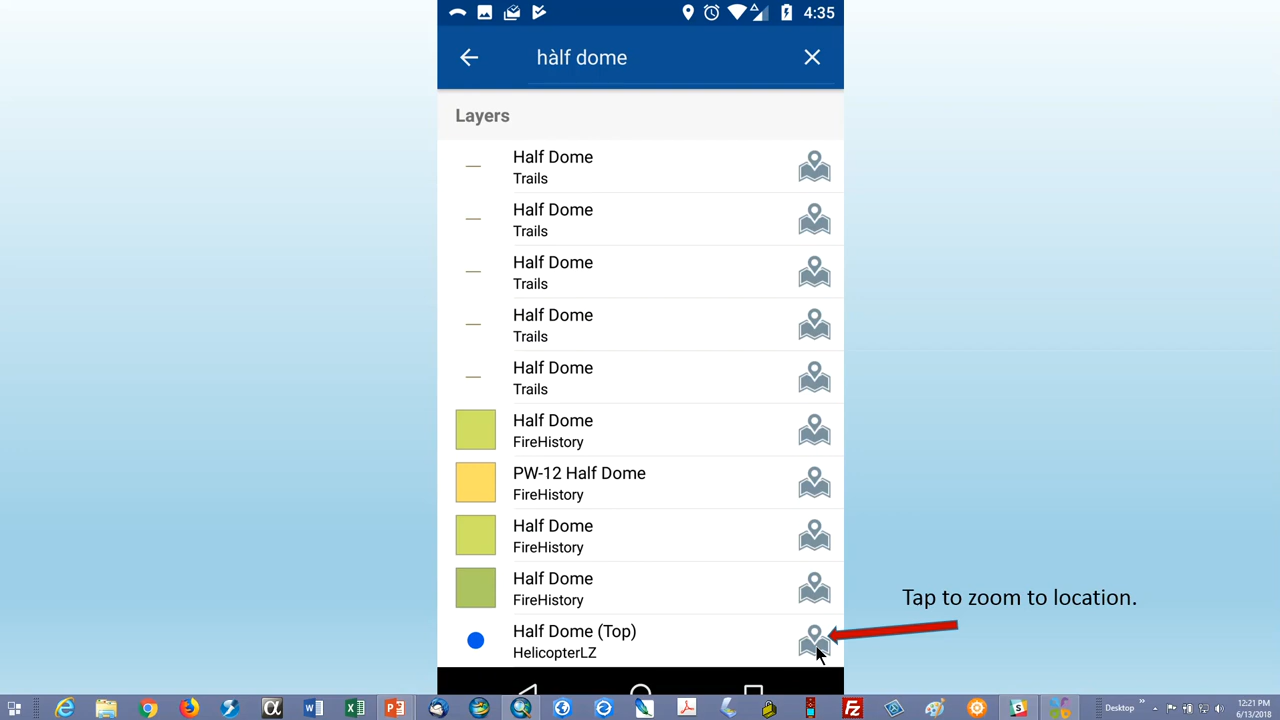 4:35
hàlf dome
Layers
Half Dome
Trails
Half Dome
Trails
Half Dome
Trails
Half Dome
Trails
Half Dome
Trails
Half Dome
FireHistory
PW-12 Half Dome
FireHistory
Half Dome
FireHistory
Half Dome
FireHistory
Tap to zoom to location.
Half Dome (Top)
HelicopterLZ
Desktop
12:21 PM
6/13/2018